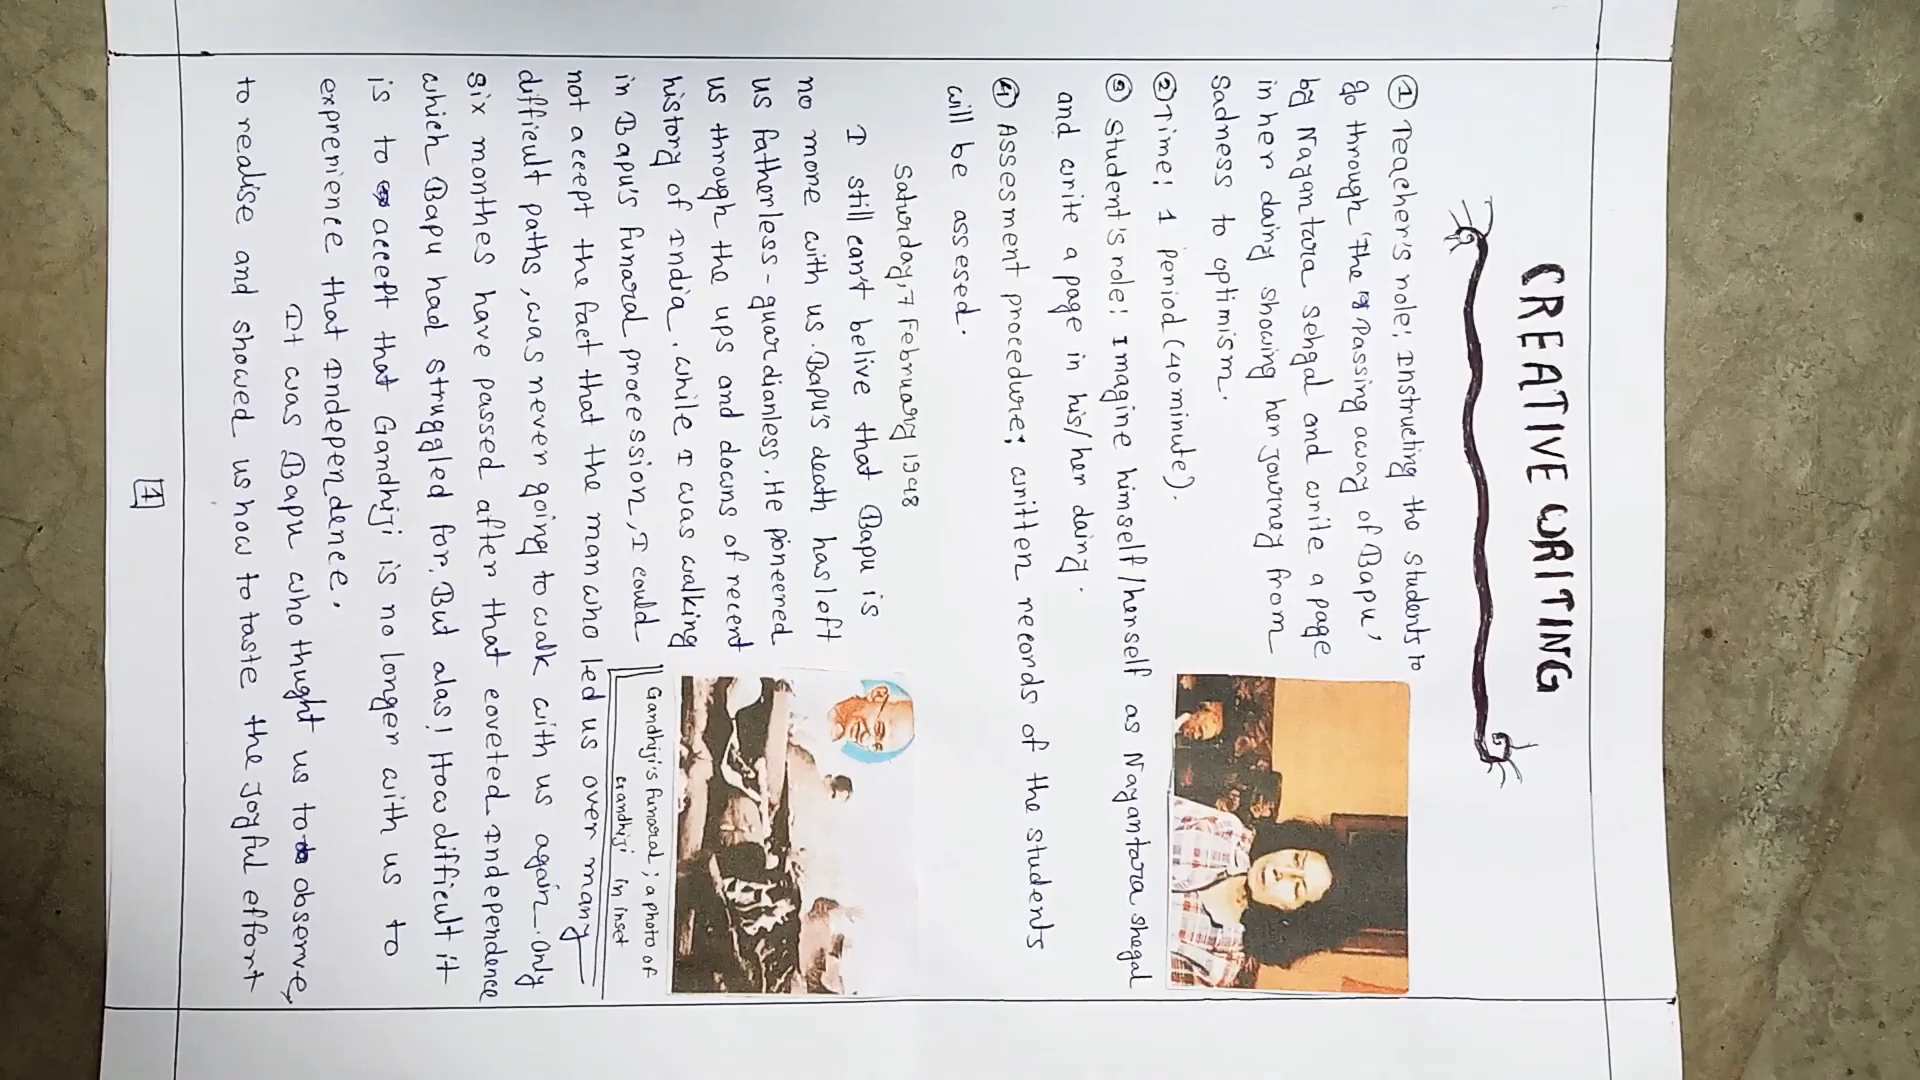 CREATIVE WRITING
① Teacher's role: Instructing the students to
go through 'The Passing away of Bapu'
by Nayantara Sehgal and write a page
in her dairy showing her Journey from
sadness to optimism.
② Time: 1 period (40 minute).
③ Student's role: Imagine himself/herself as Nayantara Shegal
and write a page in his/her dairy.
④ Assessment proceedure; written records of the students
will be assesed.
Saturday, 7 February 1948
I still can't belive that Bapu is
no more with us. Bapu's death has left
us fatherless-guardianless. He pioneered
us through the ups and downs of recent
history of India. while I was walking
in Bapu's funaral procession, I could
not accept the fact that the man who led us over many
difficult paths, was never going to walk with us again. Only
six monthes have passed after that coveted Independence
which Bapu had struggled for. But alas! How difficult it
is to accept that Gandhiji is no longer with us to
exprerience that Independence.
It was Bapu who thught us to observe,
to realise and showed us how to taste the Joyful effort
Gandhiji's funaral; a photo of
Grandhiji in inset
1